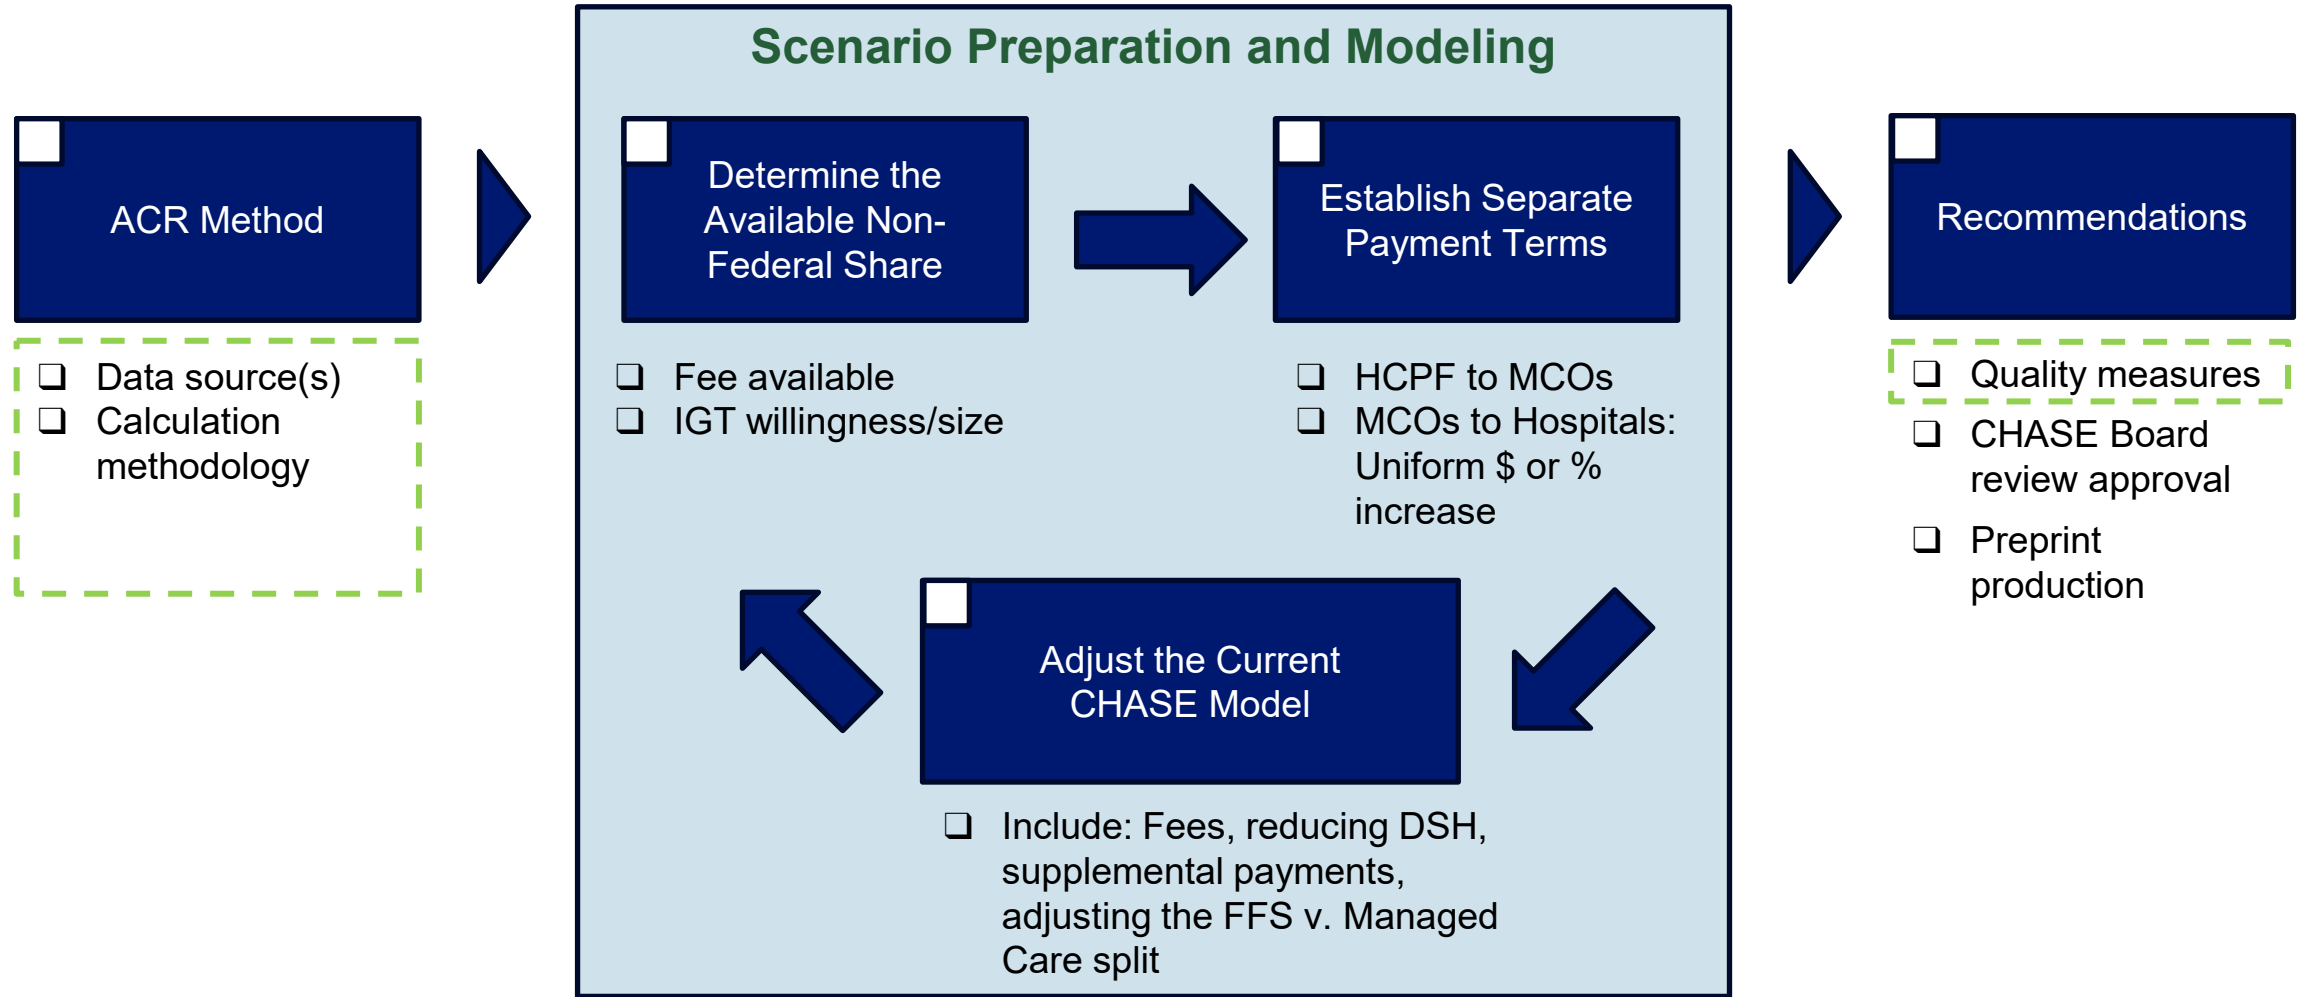 Scenario Preparation and Modeling
ACR Method
❑ Data source(s)
❑ Calculation
methodology
Determine the
Available Non-
Federal Share
❑ Fee available
❑ IGT willingness/size
Establish Separate
Payment Terms
❑ HCPF to MCOs
❑ MCOs to Hospitals:
Uniform $ or %
increase
Adjust the Current
CHASE Model
❑ Include: Fees, reducing DSH,
supplemental payments,
adjusting the FFS v. Managed
Care split
Recommendations
❑ Quality measures
❑ CHASE Board
review approval
❑ Preprint
production